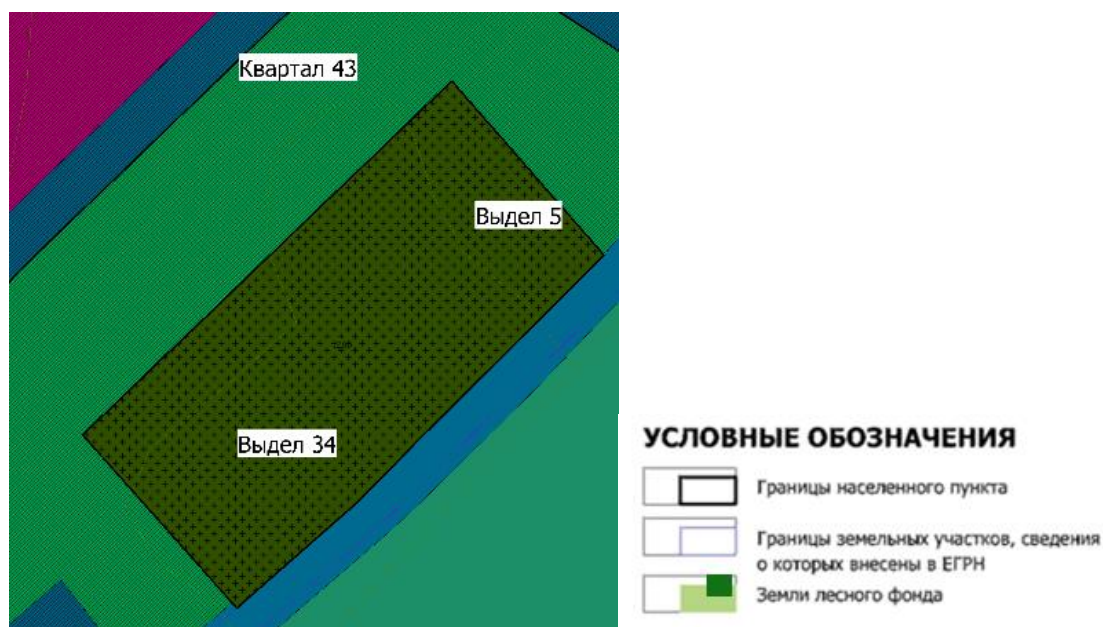 Квартал 43
Выдел 5
Выдел 34
УСЛОВНЫЕ ОБОЗНАЧЕНИЯ
Границы населенного пункта
Границы земельных участков, сведения
о которых внесены в ЕГРН
Земли лесного фонда